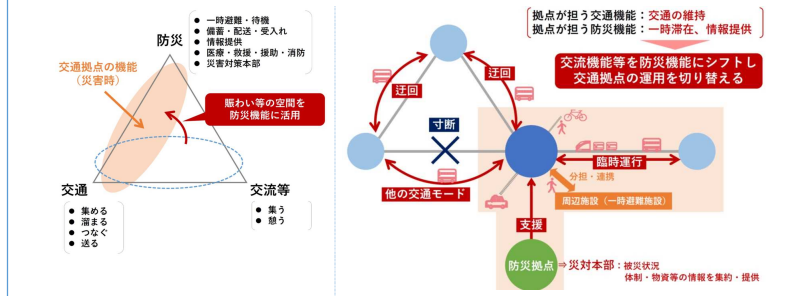 防災
● 一時避難・待機
● 備蓄・配送・受入れ
● 情報提供
● 医療・救援・援助・消防
● 災害対策本部
交通拠点の機能
（災害時）
賑わい等の空間を
防災機能に活用
交通
● 集める
● 溜まる
● つなぐ
● 送る
交流等
● 集う
● 憩う
拠点が担う交通機能：交通の維持
拠点が担う防災機能：一時滞在、情報提供
交流機能等を防災機能にシフトし
交通拠点の運用を切り替える
迂回
迂回
寸断
臨時運行
分担・連携
他の交通モード
周辺施設（一時避難施設）
支援
防災拠点
⇒災対本部：被災状況
体制・物資等の情報を集約・提供